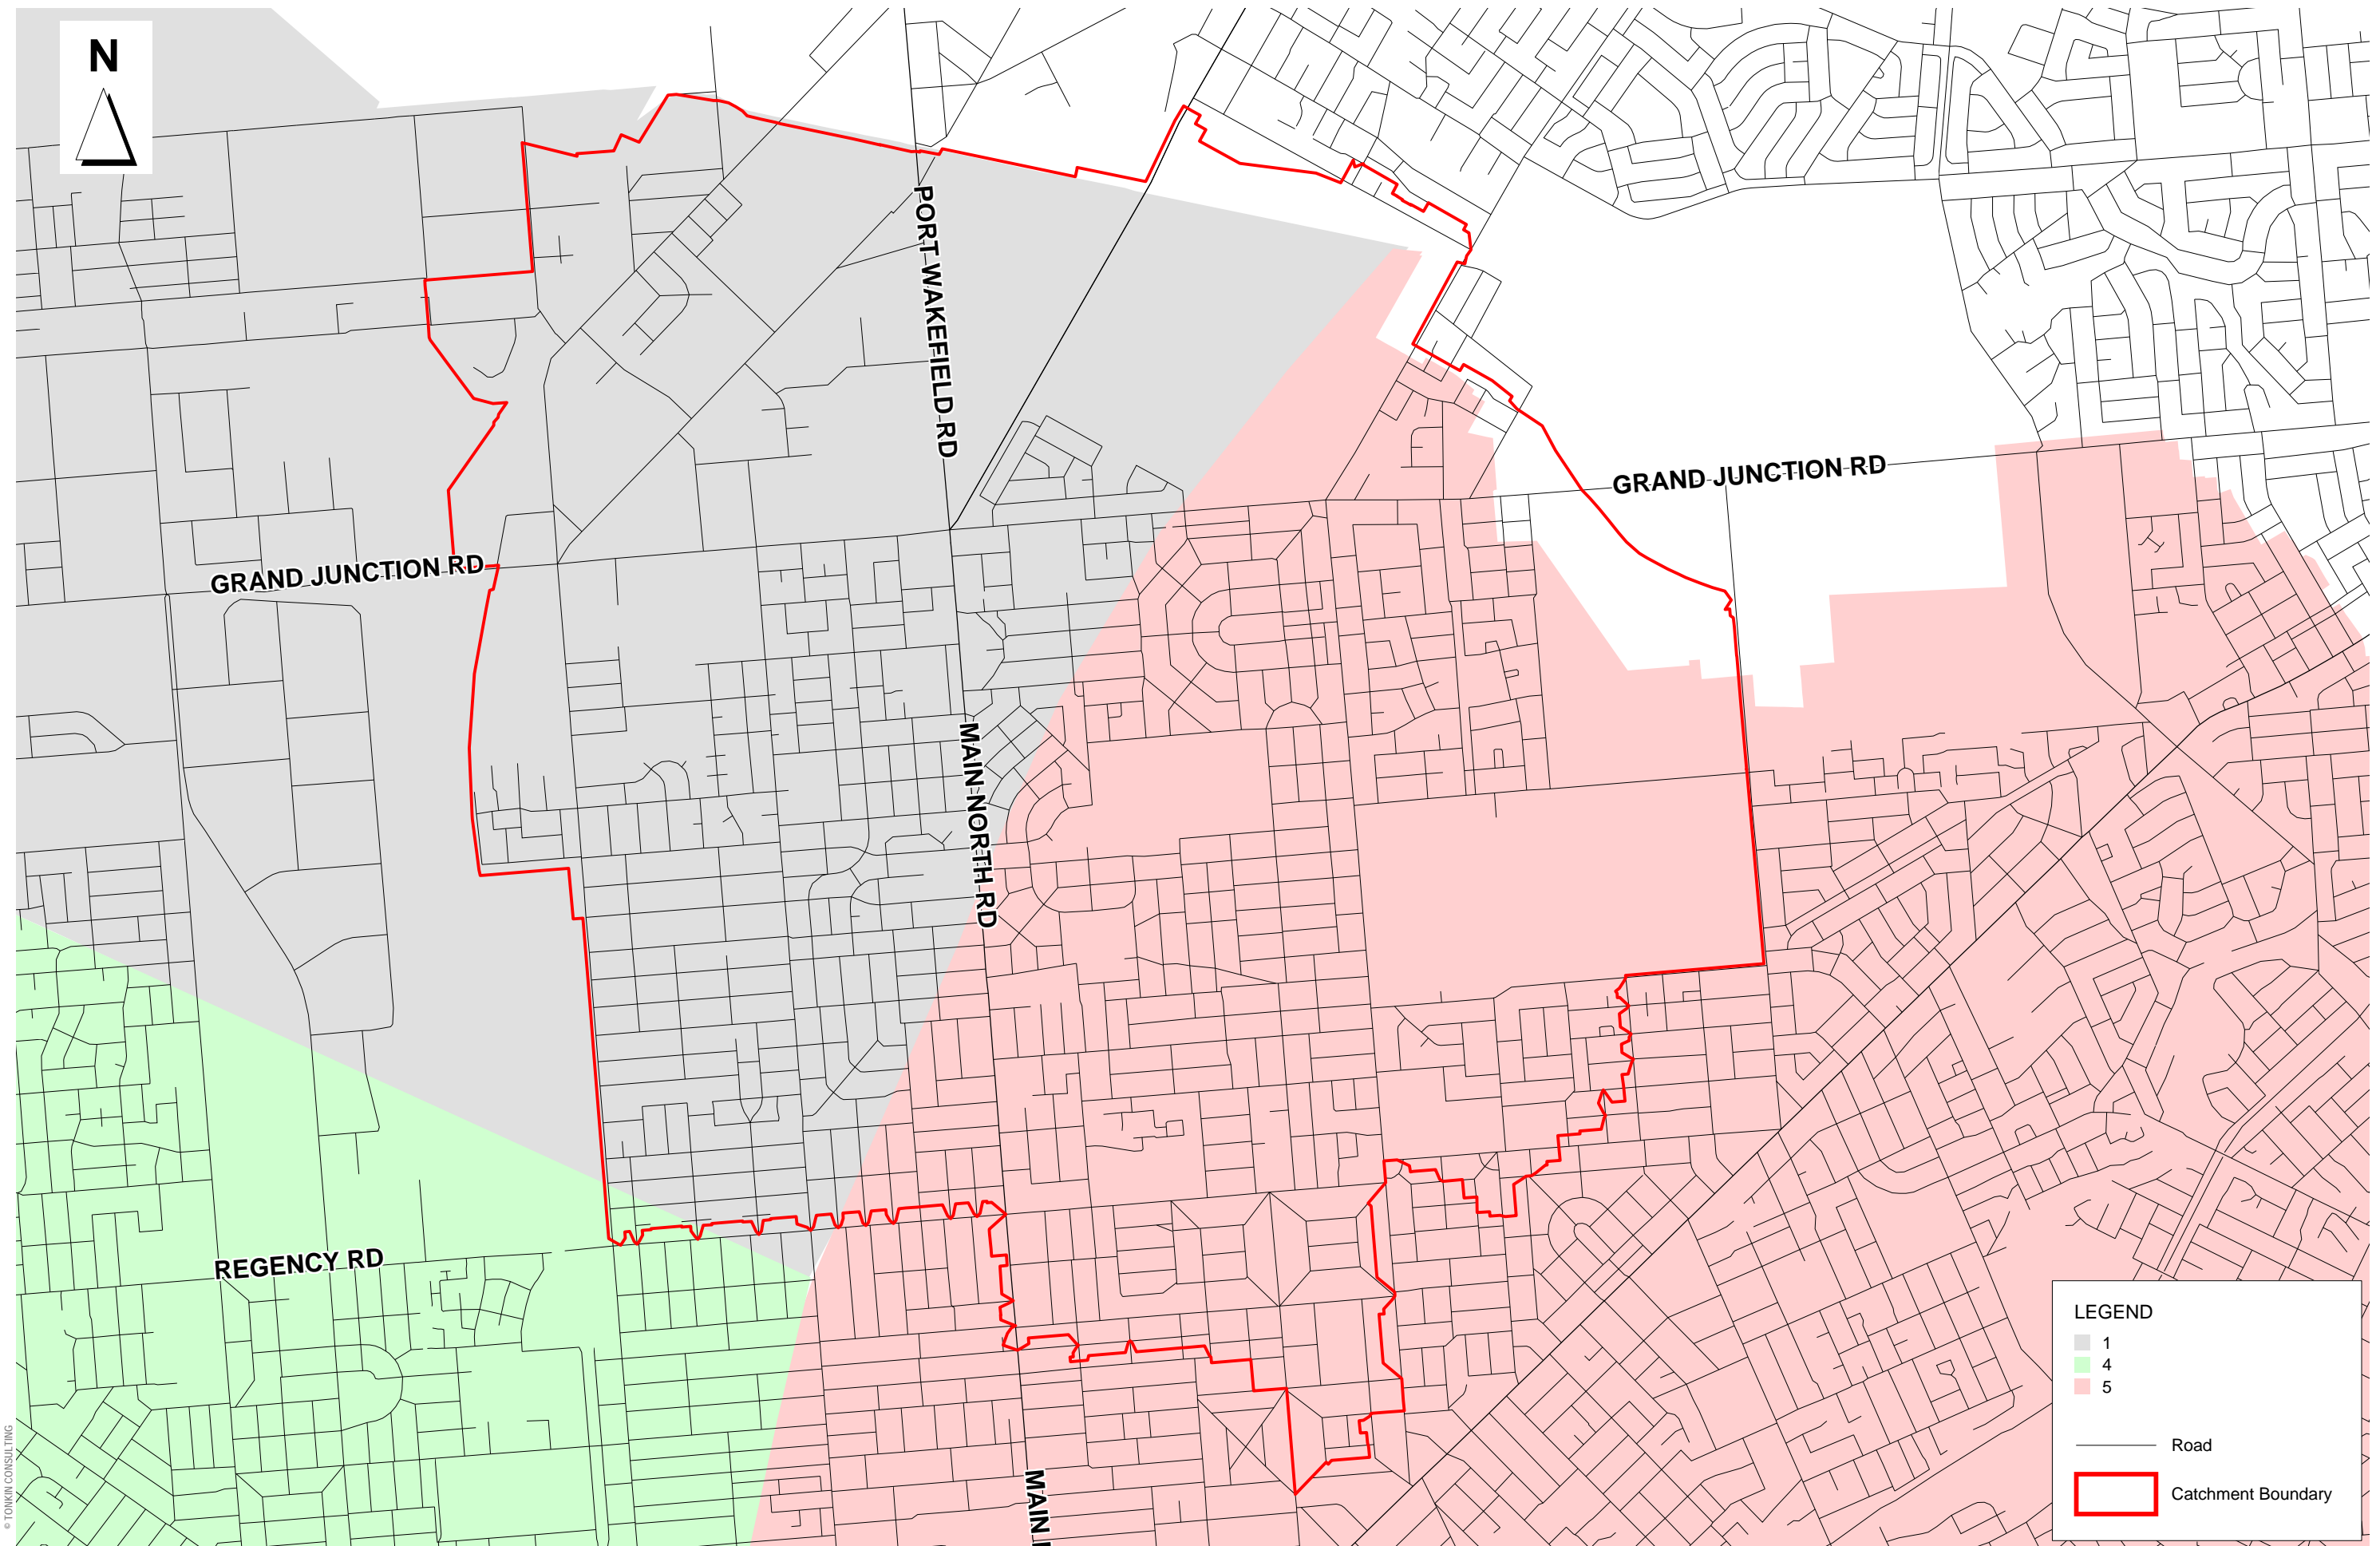 N
PORT WAKEFIELD RD
GRAND JUNCTION RD
GRAND JUNCTION RD
MAIN NORTH RD
REGENCY RD
MAIN
LEGEND
1
4
5
Road
Catchment Boundary
© TONKIN CONSULTING